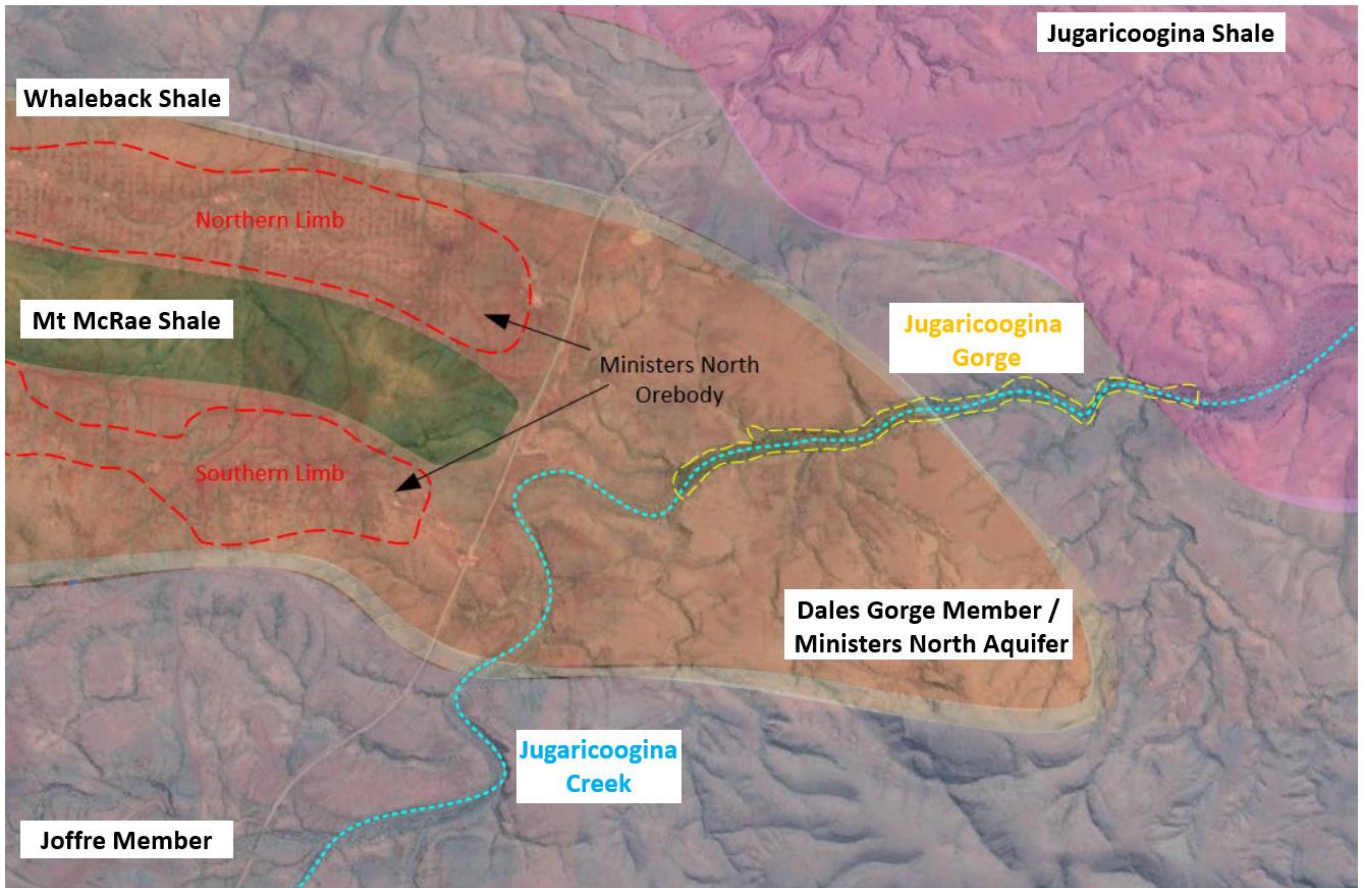 Jugaricoogina Shale
Whaleback Shale
Northern Limb
Mt McRae Shale
Jugaricoogina
Gorge
Ministers North
Orebody
Southern Limb
Dales Gorge Member /
Ministers North Aquifer
Jugaricoogina
Creek
Joffre Member